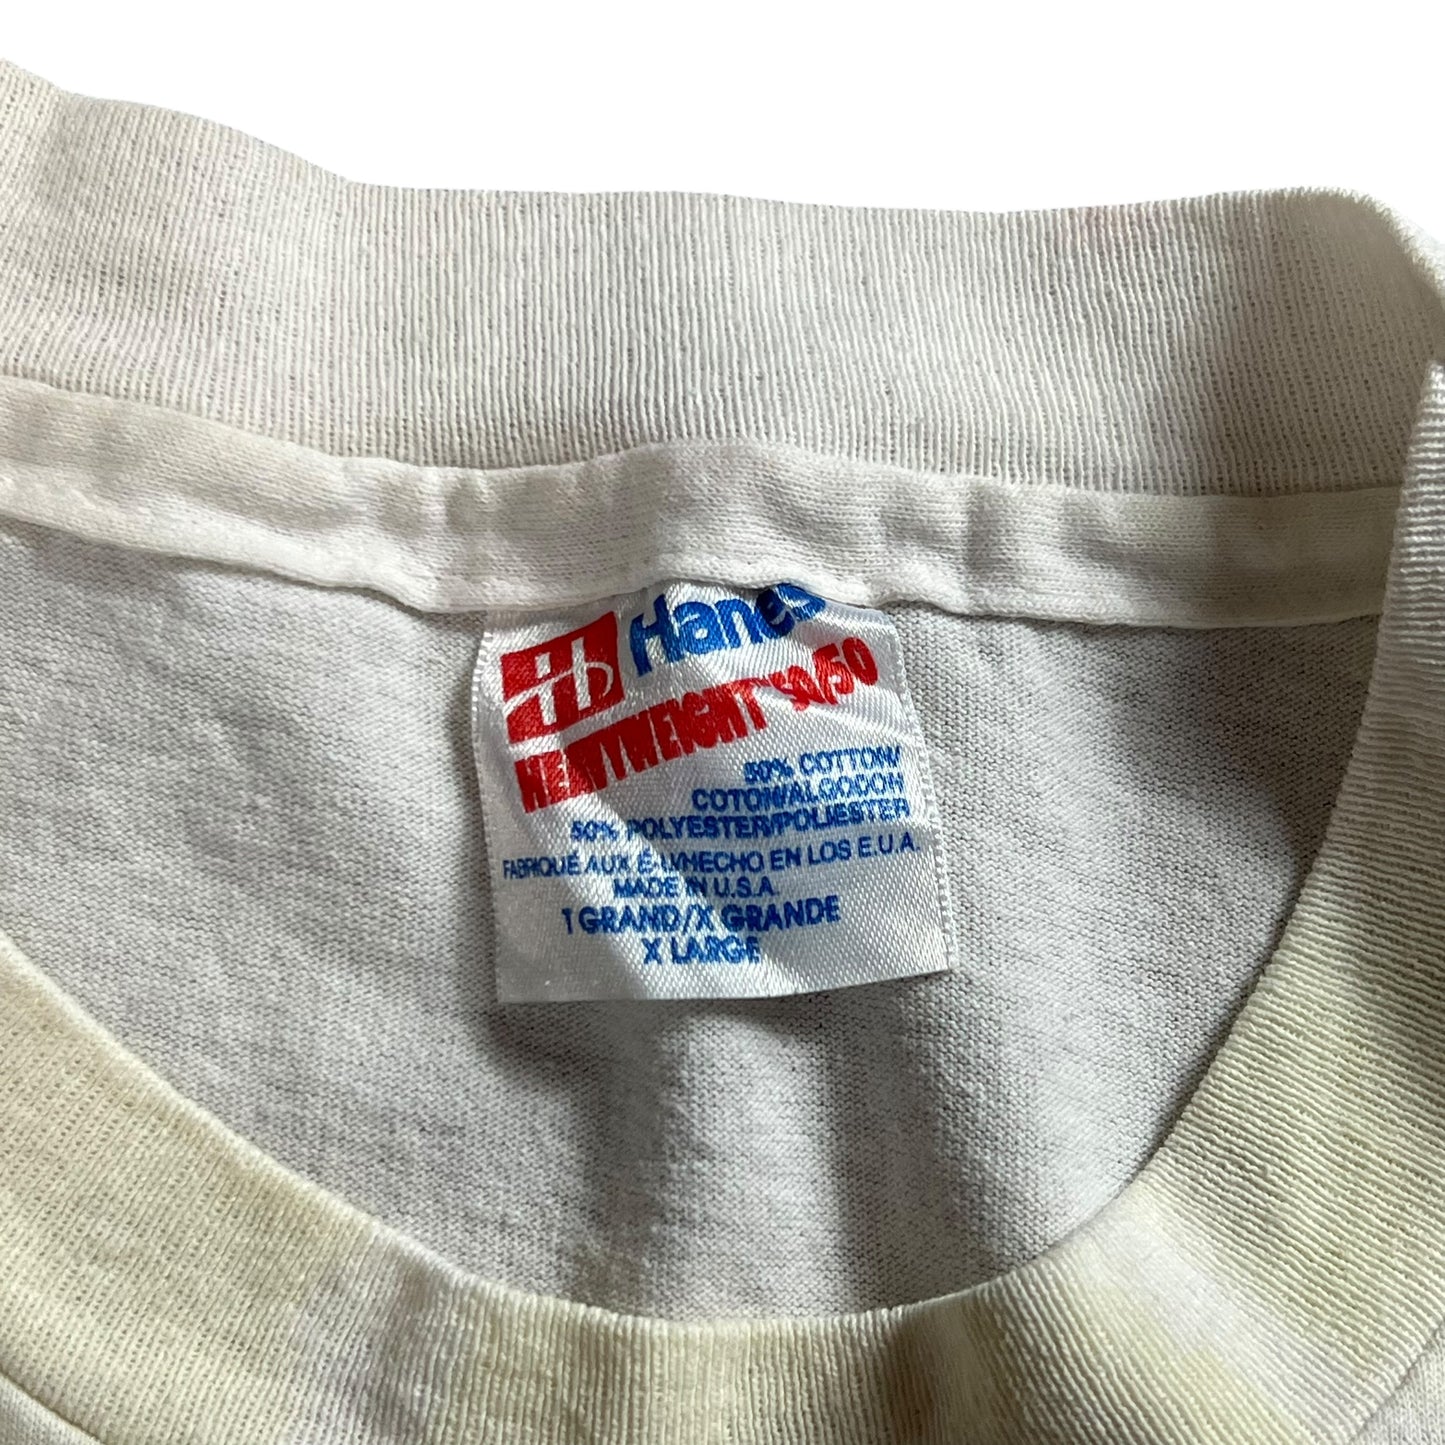 Hanes
HEAVYWEIGHT 50/50
50% COTTON/
COTON/ALGODON
50% POLYESTER/POLIESTER
FABRIQUÉ AUX É.-U/HECHO EN LOS E.U.A.
MADE IN U.S.A.
T GRAND/X GRANDE
X LARGE